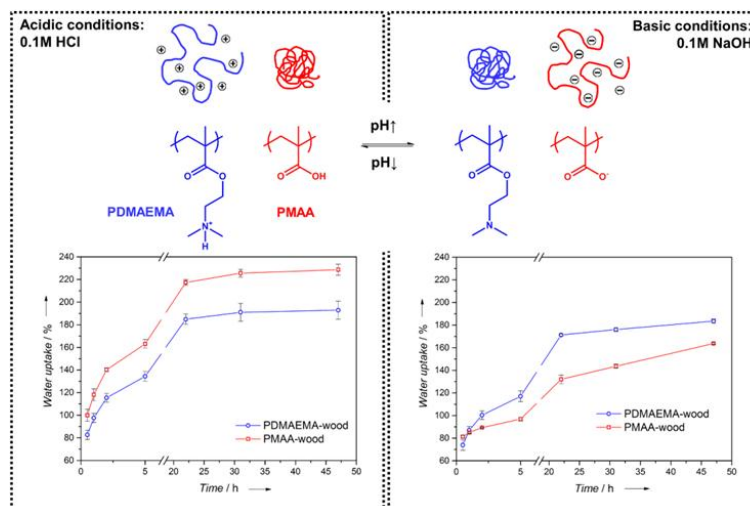 Acidic conditions:
0.1M HCl
Basic conditions:
0.1M NaOH
pH↑
pH↓
O
O
OH
O
O
O
O⁻
PDMAEMA
PMAA
N⁺
H
N
240
220
200
180
160
140
120
100
80
60
Water uptake / %
0
5
20
25
30
35
40
45
50
Time / h
PDMAEMA-wood
PMAA-wood
240
220
200
180
160
140
120
100
80
60
Water uptake / %
0
5
20
25
30
35
40
45
50
Time / h
PDMAEMA-wood
PMAA-wood